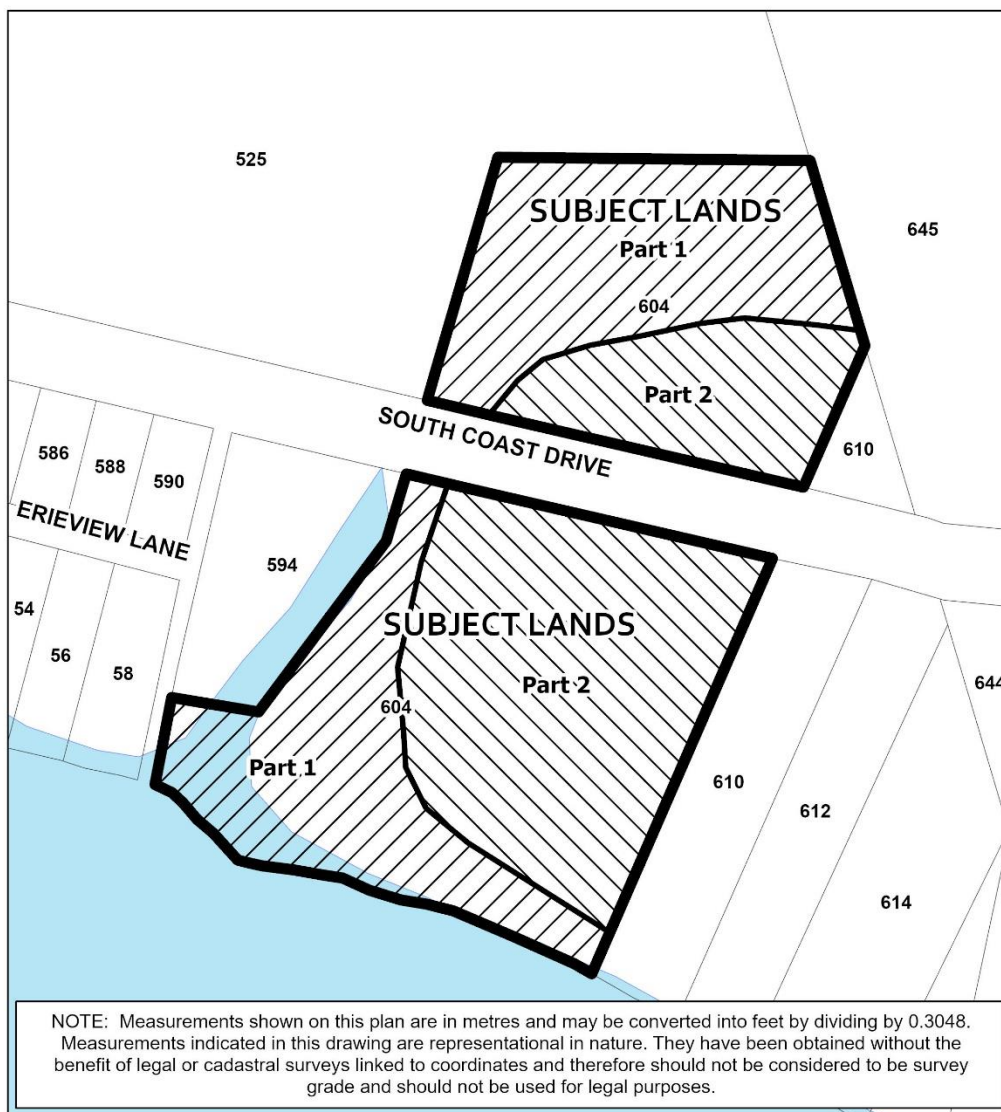 525
SUBJECT LANDS
Part 1
645
604
Part 2
SOUTH COAST DRIVE
610
586
588
590
ERIEVIEW LANE
594
54
56
58
SUBJECT LANDS
Part 2
604
Part 1
644
610
612
614
NOTE: Measurements shown on this plan are in metres and may be converted into feet by dividing by 0.3048.
Measurements indicated in this drawing are representational in nature. They have been obtained without the
benefit of legal or cadastral surveys linked to coordinates and therefore should not be considered to be survey
grade and should not be used for legal purposes.